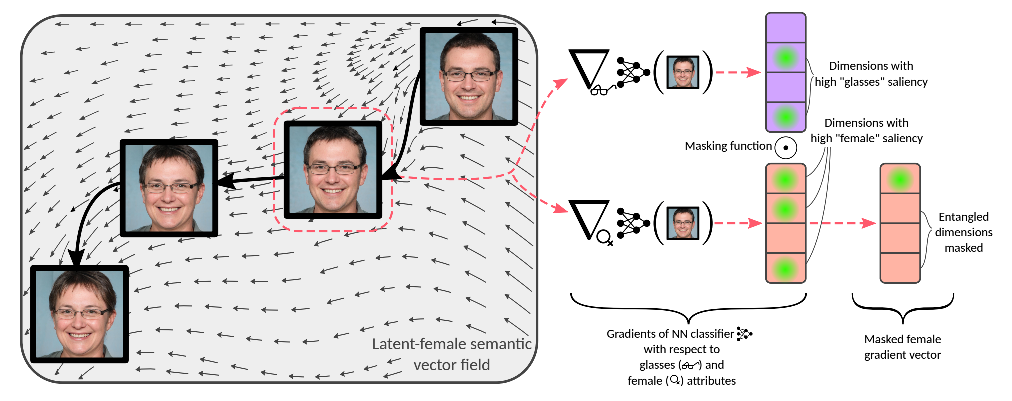 Latent-female semantic
vector field
Dimensions with
high "glasses" saliency
Masking function
Dimensions with
high "female" saliency
Entangled
dimensions
masked
Gradients of NN classifier
with respect to
glasses ( ) and
female ( ) attributes
Masked female
gradient vector